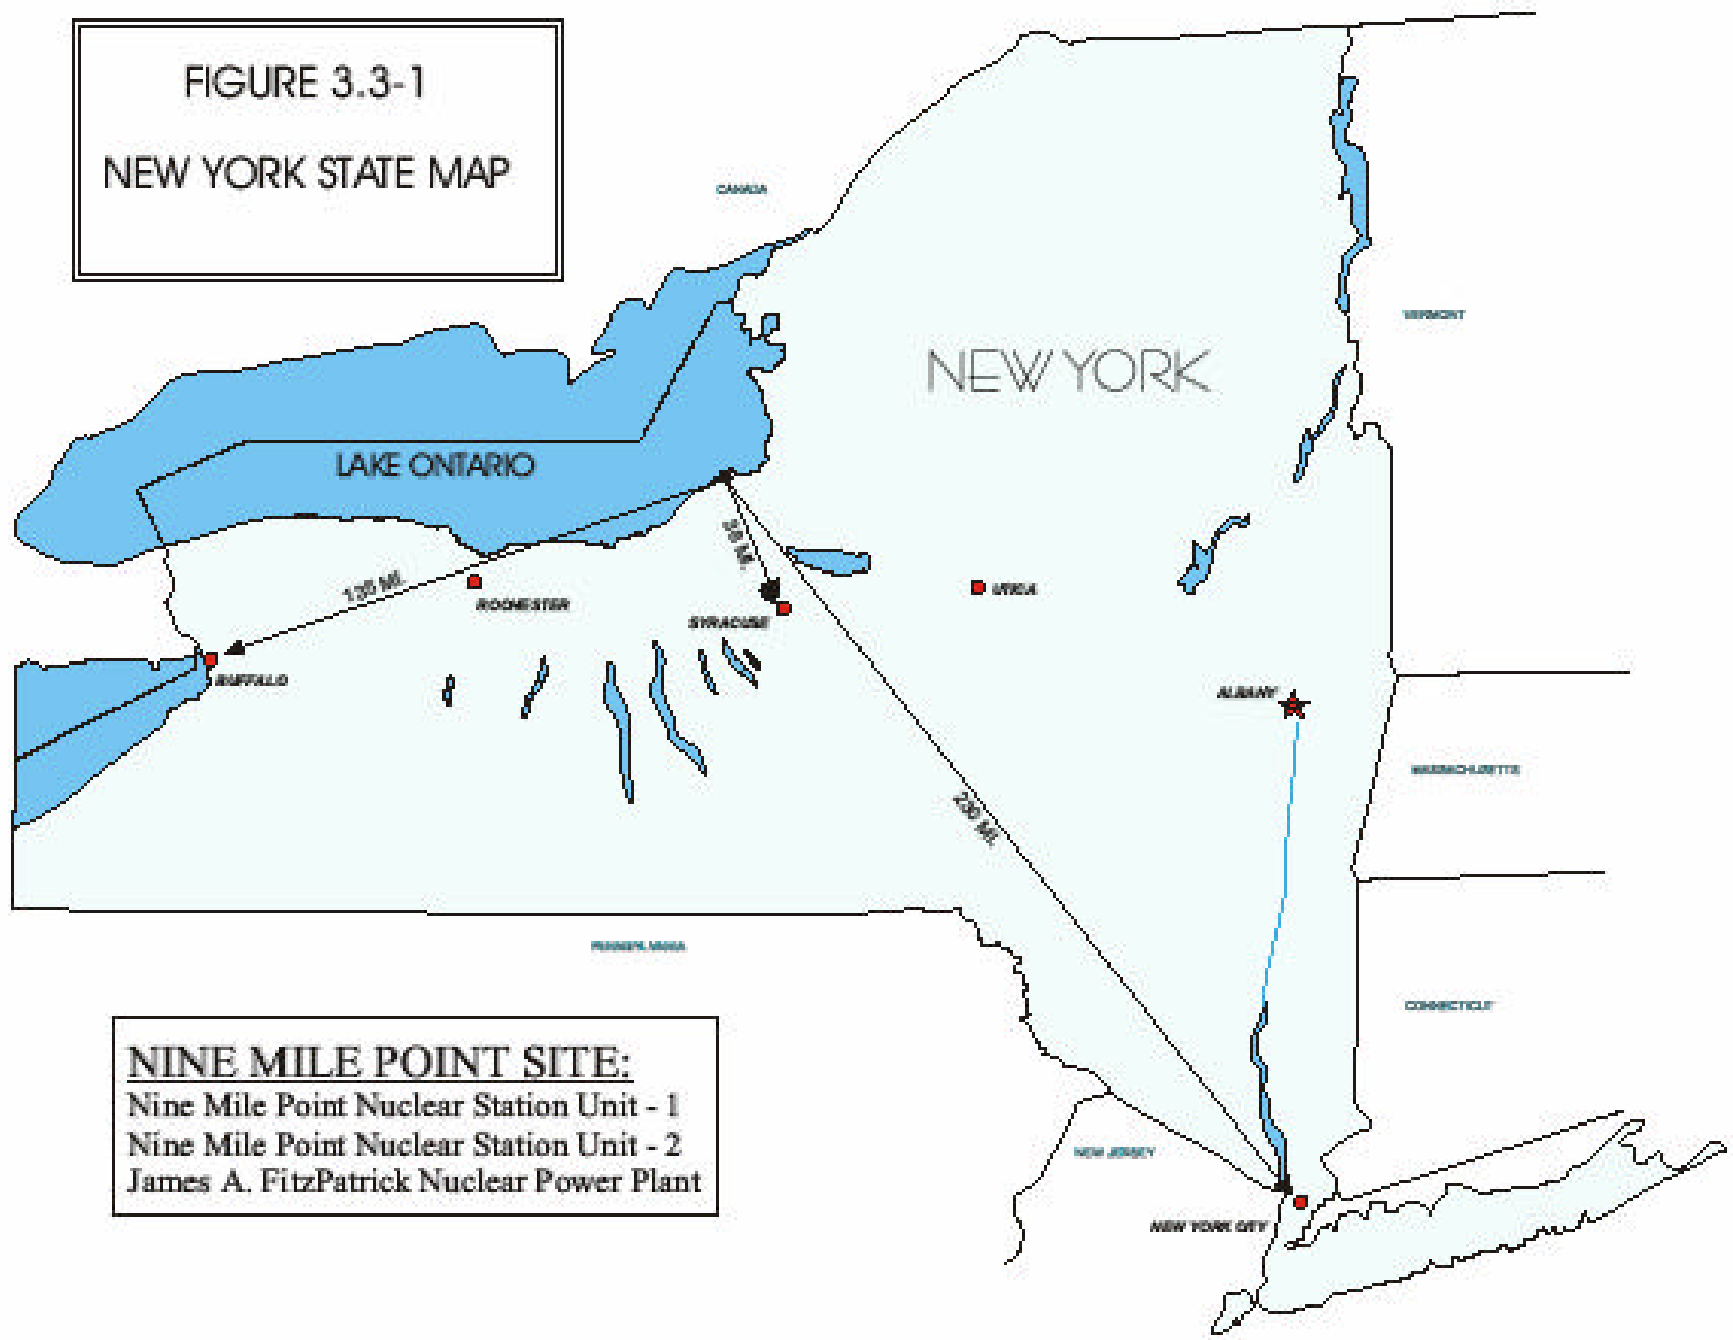 FIGURE 3.3-1
NEW YORK STATE MAP
CANADA
VERMONT
NEW YORK
LAKE ONTARIO
135 MI.
ROCHESTER
SYRACUSE
UTICA
BUFFALO
ALBANY
MASSACHUSETTS
230 MI.
PENNSYLVANIA
CONNECTICUT
NINE MILE POINT SITE:
Nine Mile Point Nuclear Station Unit - 1
Nine Mile Point Nuclear Station Unit - 2
James A. FitzPatrick Nuclear Power Plant
NEW JERSEY
NEW YORK CITY